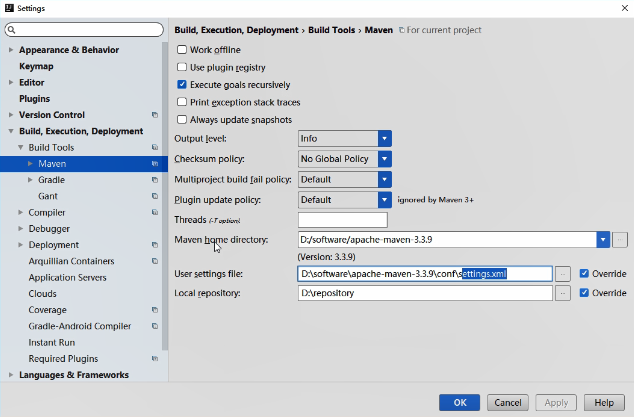 Settings
Appearance & Behavior
Keymap
Editor
Plugins
Version Control
Build, Execution, Deployment
Build Tools
Maven
Gradle
Gant
Compiler
Debugger
Deployment
Arquillian Containers
Application Servers
Clouds
Coverage
Gradle-Android Compiler
Instant Run
Required Plugins
Languages & Frameworks
Build, Execution, Deployment › Build Tools › Maven For current project
Work offline
Use plugin registry
Execute goals recursively
Print exception stack traces
Always update snapshots
Output level: Info
Checksum policy: No Global Policy
Multiproject build fail policy: Default
Plugin update policy: Default ignored by Maven 3+
Threads (-T option)
Maven home directory: D:/software/apache-maven-3.3.9 ...
(Version: 3.3.9)
User settings file: D:\software\apache-maven-3.3.9\conf\settings.xml ... Override
Local repository: D:\repository ... Override
OK Cancel Apply Help